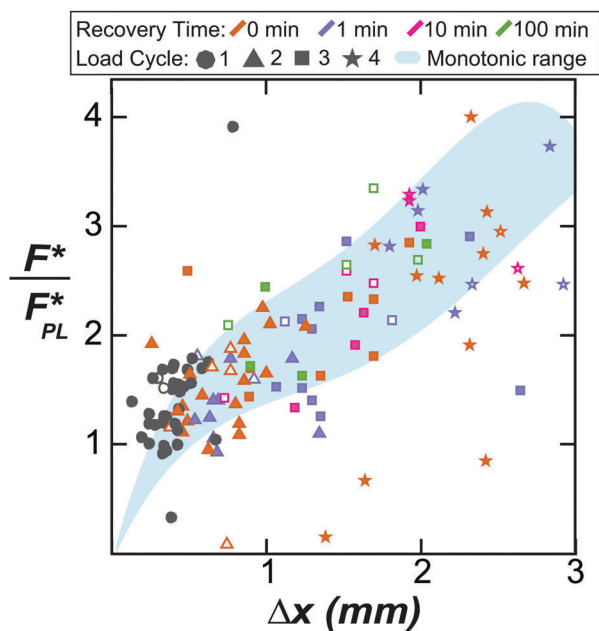 Recovery Time: 0 min 1 min 10 min 100 min
Load Cycle: 1 2 3 4 Monotonic range
4
3
2
1
F*
F*PL
1 2 3
Δx (mm)